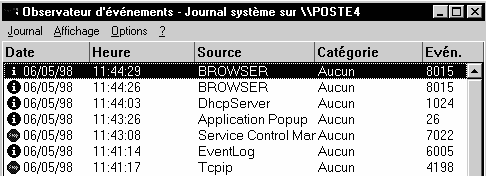 Observateur d'événements - Journal système sur \\POSTE4
Journal Affichage Options ?
Date Heure Source Catégorie Evén.
06/05/98 11:44:29 BROWSER Aucun 8015
06/05/98 11:44:26 BROWSER Aucun 8015
06/05/98 11:44:03 DhcpServer Aucun 1024
06/05/98 11:43:26 Application Popup Aucun 26
06/05/98 11:43:08 Service Control Mar Aucun 7022
06/05/98 11:41:14 EventLog Aucun 6005
06/05/98 11:41:17 Tcpip Aucun 4198